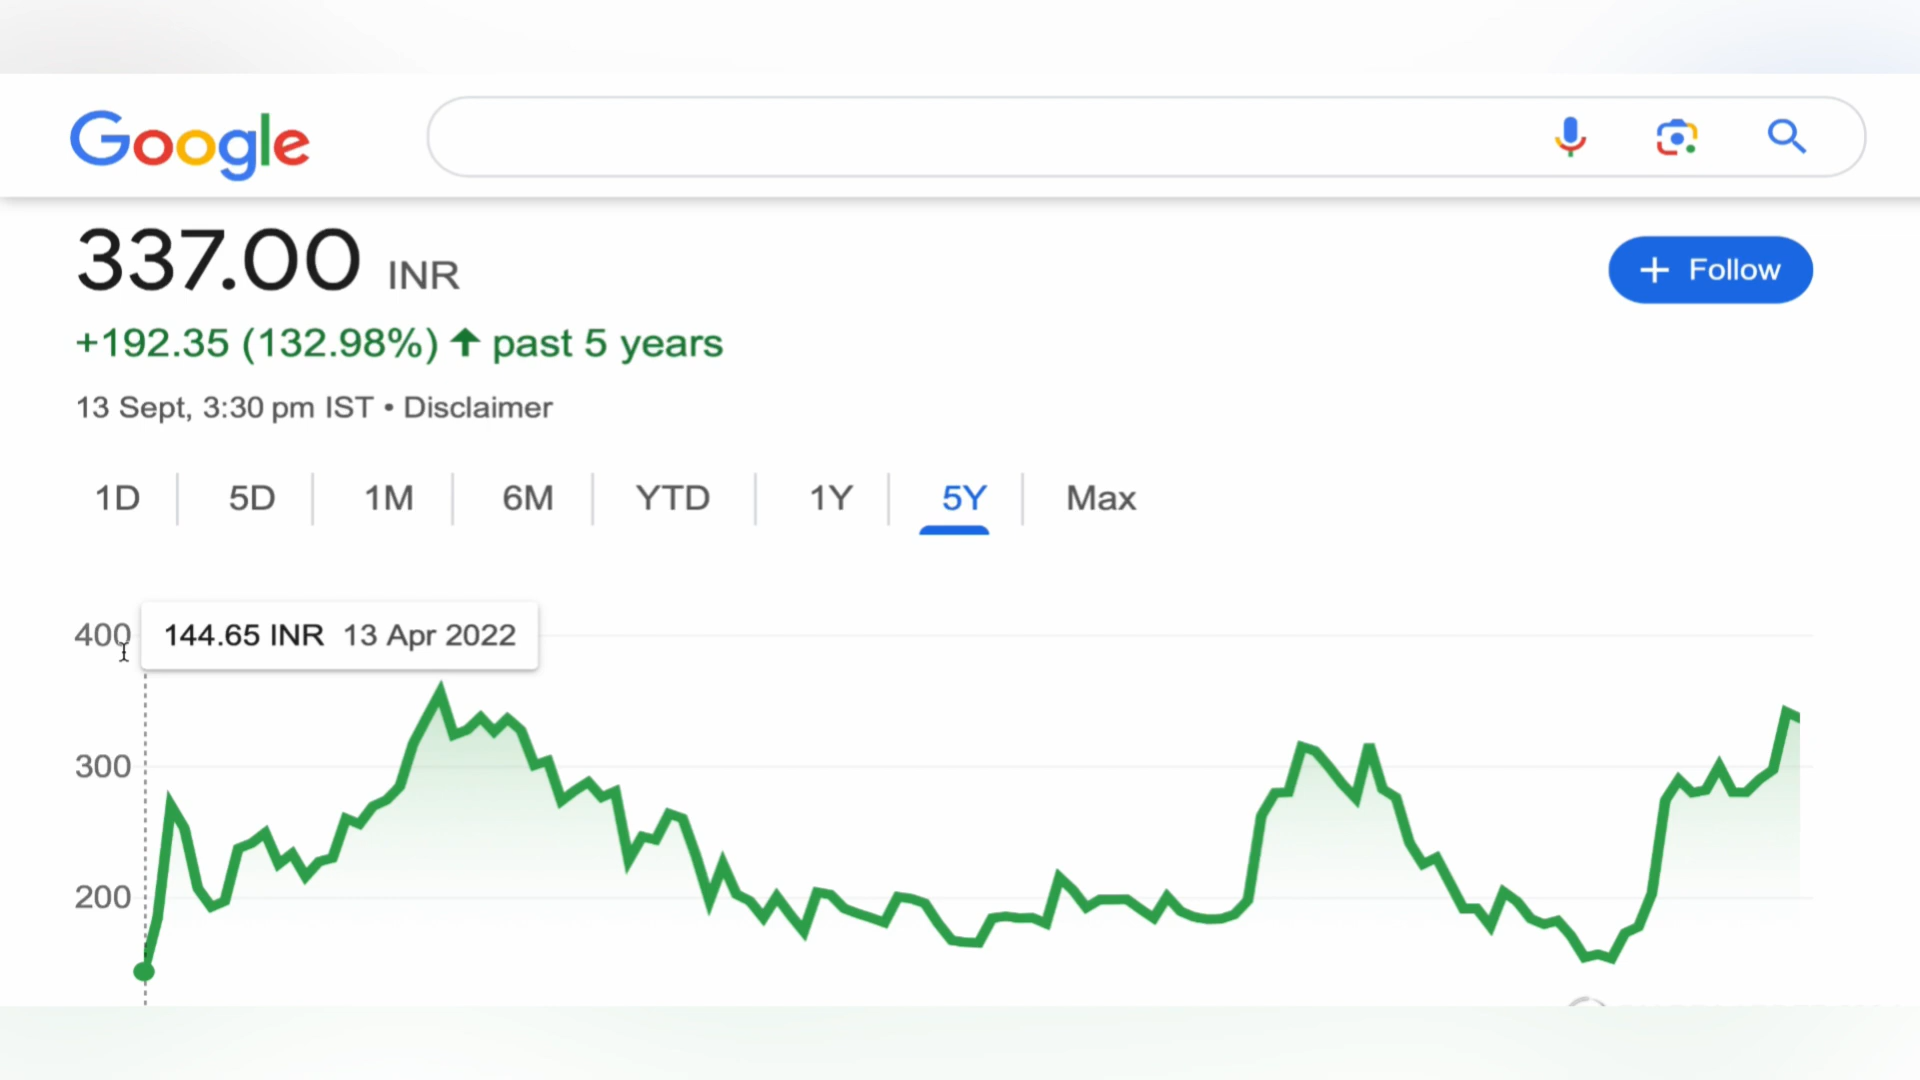 Google
337.00 INR
+ Follow
+192.35 (132.98%) ↑ past 5 years
13 Sept, 3:30 pm IST • Disclaimer
1D 5D 1M 6M YTD 1Y 5Y Max
400
144.65 INR 13 Apr 2022
300
200